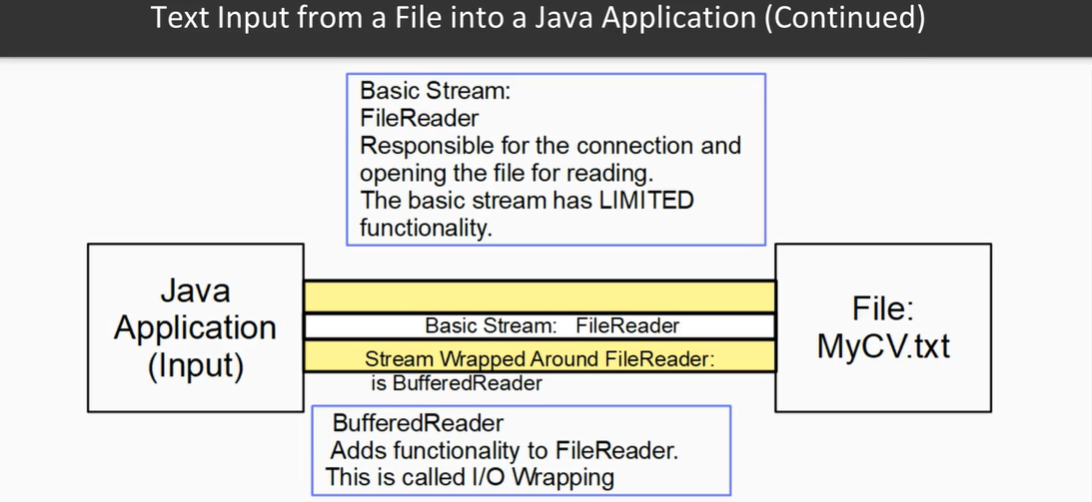 Text Input from a File into a Java Application (Continued)
Basic Stream:
FileReader
Responsible for the connection and
opening the file for reading.
The basic stream has LIMITED
functionality.
Java
Application
(Input)
Basic Stream: FileReader
Stream Wrapped Around FileReader:
is BufferedReader
File:
MyCV.txt
BufferedReader
Adds functionality to FileReader.
This is called I/O Wrapping